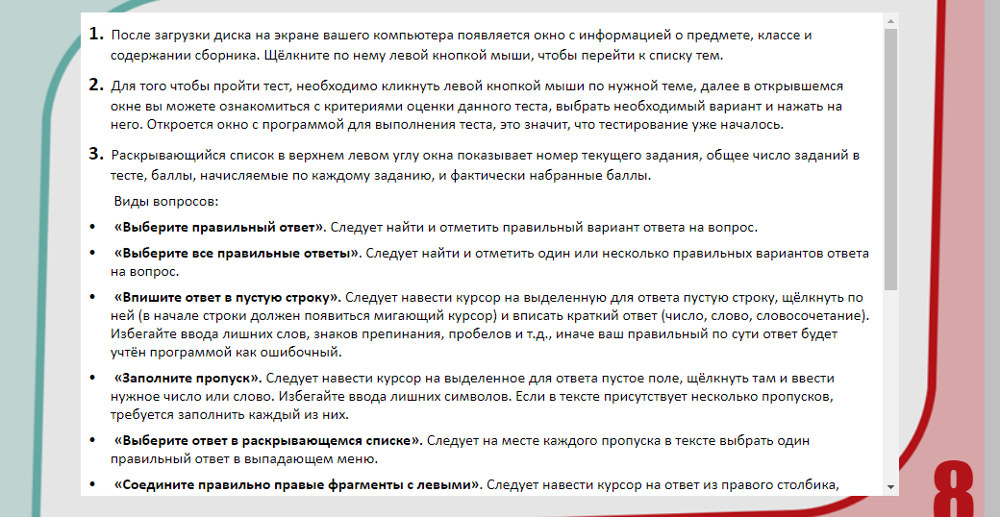 1. После загрузки диска на экране вашего компьютера появляется окно с информацией о предмете, классе и
содержании сборника. Щёлкните по нему левой кнопкой мыши, чтобы перейти к списку тем.
2. Для того чтобы пройти тест, необходимо кликнуть левой кнопкой мыши по нужной теме, далее в открывшемся
окне вы можете ознакомиться с критериями оценки данного теста, выбрать необходимый вариант и нажать на
него. Откроется окно с программой для выполнения теста, это значит, что тестирование уже началось.
3. Раскрывающийся список в верхнем левом углу окна показывает номер текущего задания, общее число заданий в
тесте, баллы, начисляемые по каждому заданию, и фактически набранные баллы.
Виды вопросов:
• «Выберите правильный ответ». Следует найти и отметить правильный вариант ответа на вопрос.
• «Выберите все правильные ответы». Следует найти и отметить один или несколько правильных вариантов ответа
на вопрос.
• «Впишите ответ в пустую строку». Следует навести курсор на выделенную для ответа пустую строку, щёлкнуть по
ней (в начале строки должен появиться мигающий курсор) и вписать краткий ответ (число, слово, словосочетание).
Избегайте ввода лишних слов, знаков препинания, пробелов и т.д., иначе ваш правильный по сути ответ будет
учтён программой как ошибочный.
• «Заполните пропуск». Следует навести курсор на выделенное для ответа пустое поле, щёлкнуть там и ввести
нужное число или слово. Избегайте ввода лишних символов. Если в тексте присутствует несколько пропусков,
требуется заполнить каждый из них.
• «Выберите ответ в раскрывающемся списке». Следует на месте каждого пропуска в тексте выбрать один
правильный ответ в выпадающем меню.
• «Соедините правильно правые фрагменты с левыми». Следует навести курсор на ответ из правого столбика,
8